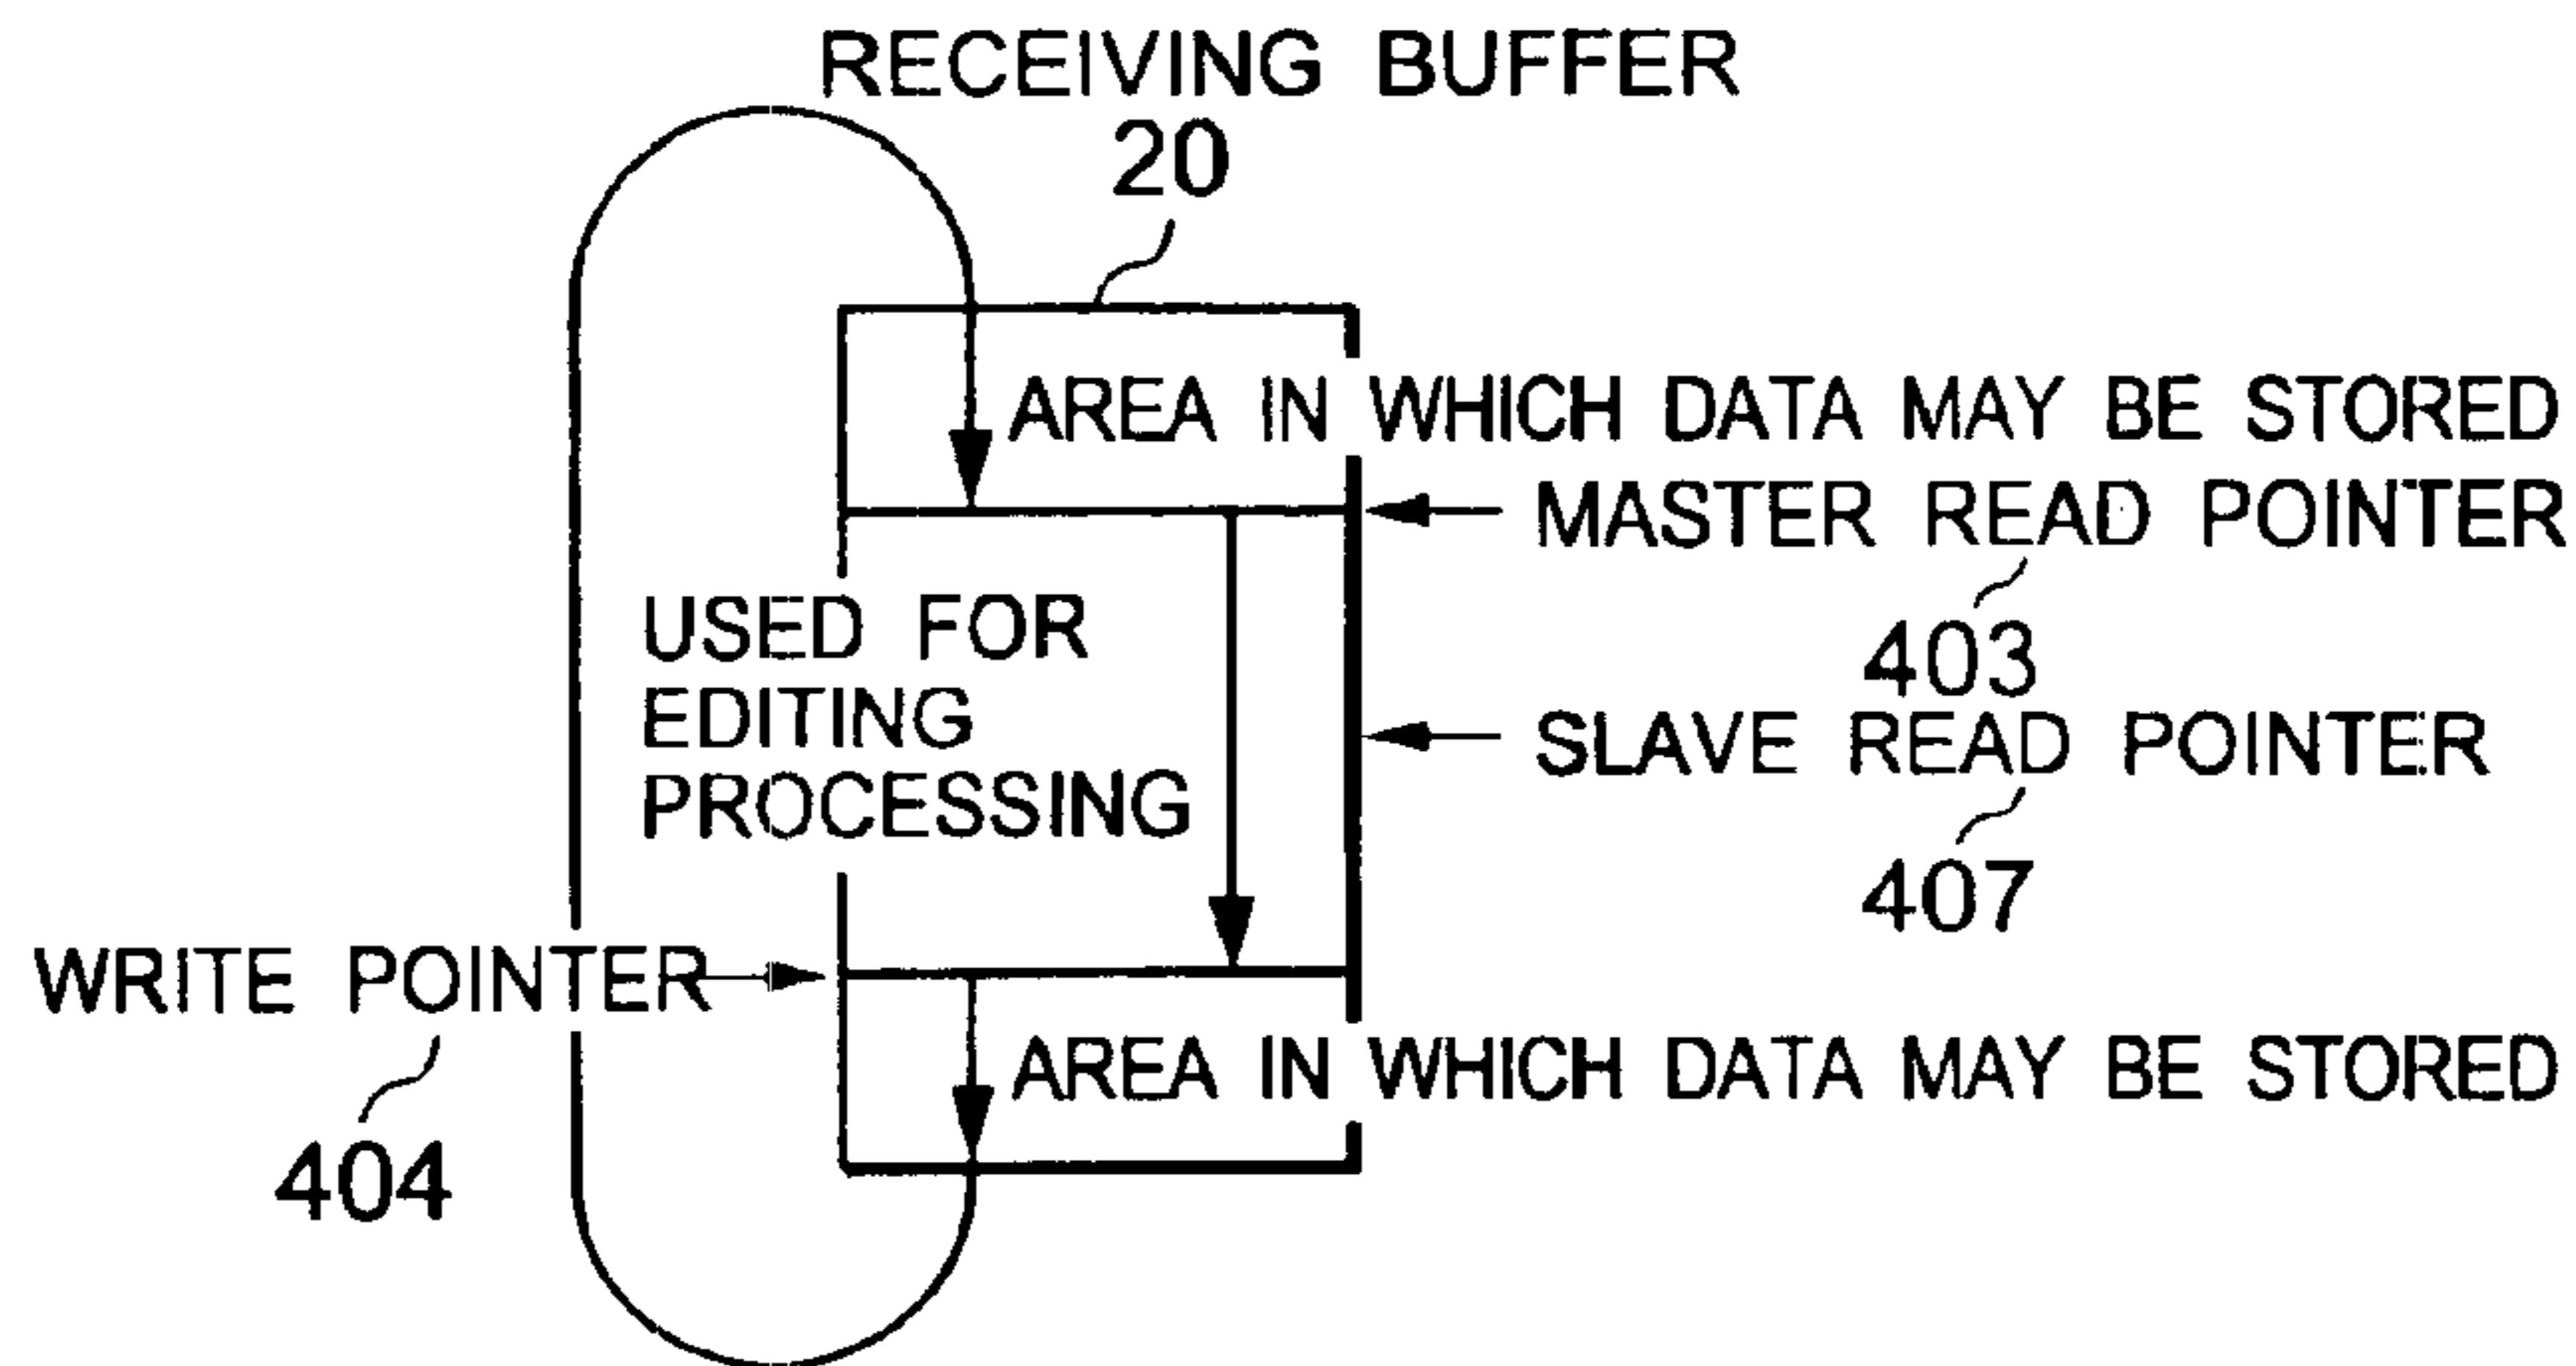 RECEIVING BUFFER
20
AREA IN WHICH DATA MAY BE STORED
MASTER READ POINTER
403
USED FOR
EDITING
PROCESSING
SLAVE READ POINTER
407
WRITE POINTER
404
AREA IN WHICH DATA MAY BE STORED